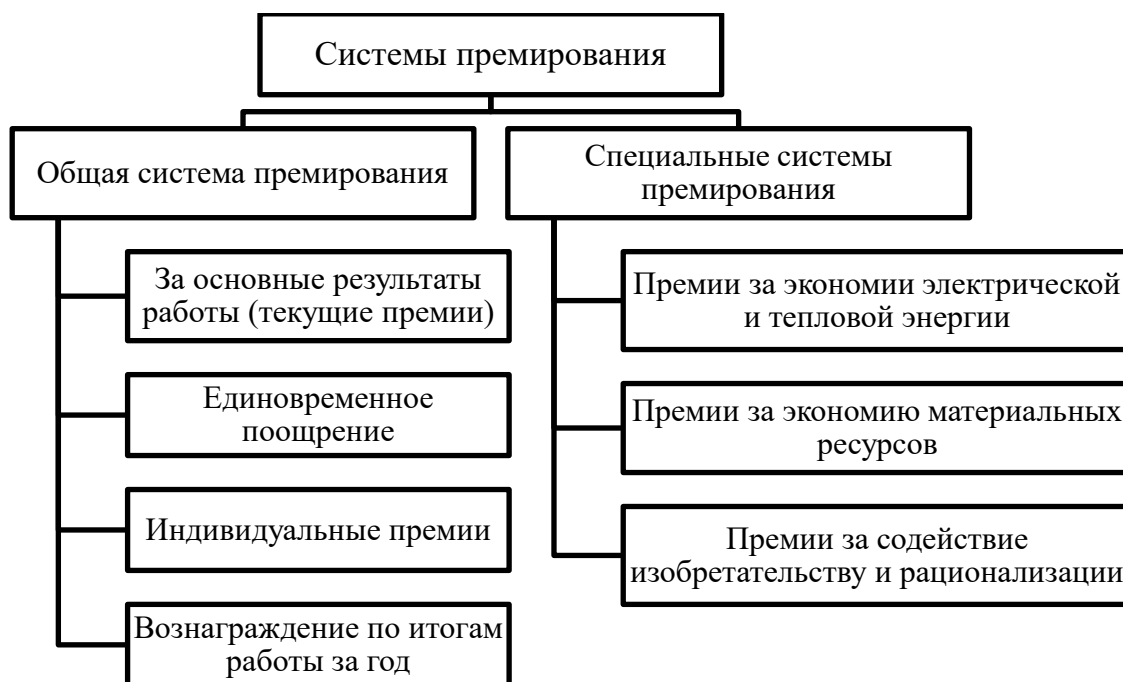 Системы премирования
Общая система премирования
За основные результаты
работы (текущие премии)
Единовременное
поощрение
Индивидуальные премии
Вознаграждение по итогам
работы за год
Специальные системы
премирования
Премии за экономии электрической
и тепловой энергии
Премии за экономию материальных
ресурсов
Премии за содействие
изобретательству и рационализации